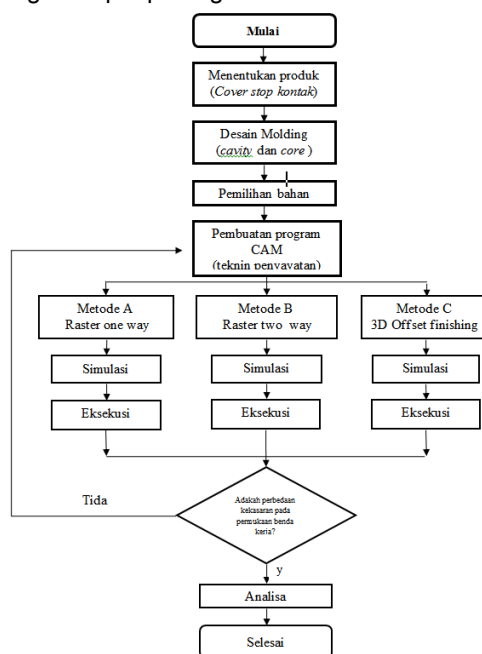 Mulai
Menentukan produk
(Cover stop kontak)
Desain Molding
(cavity dan core )
Pemilihan bahan
Pembuatan program
CAM
(teknin penyayatan)
Metode A
Raster one way
Metode B
Raster two way
Metode C
3D Offset finishing
Simulasi
Simulasi
Simulasi
Eksekusi
Eksekusi
Eksekusi
Tida
Adakah perbedaan
kekasaran pada
permukaan benda
kerja?
y
Analisa
Selesai